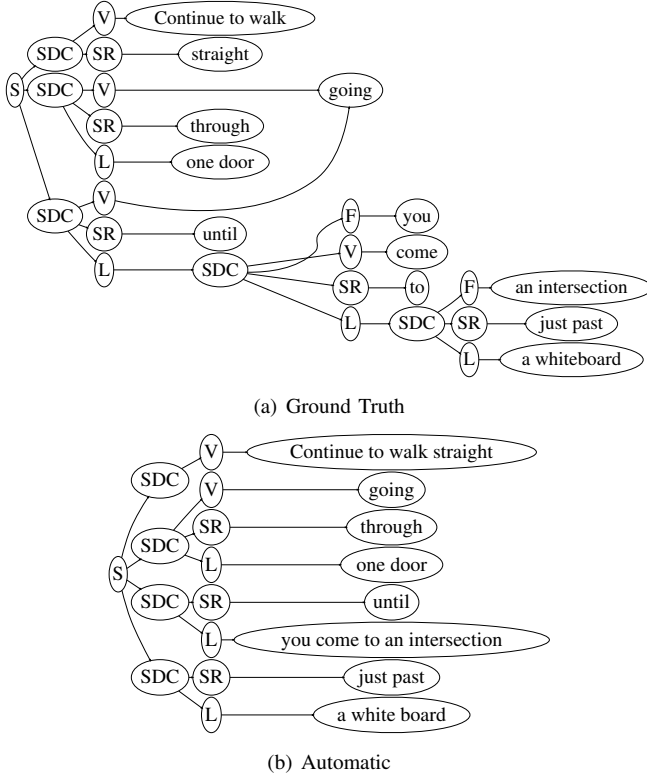 V Continue to walk
SDC SR straight
S SDC V going
SR through
L one door
V
SDC F you
SR until V come
L SDC SR to F an intersection
L SDC SR just past
L a whiteboard
(a) Ground Truth
V Continue to walk straight
SDC
V going
SR through
SDC
L one door
S
SDC SR until
L you come to an intersection
SDC SR just past
L a white board
(b) Automatic